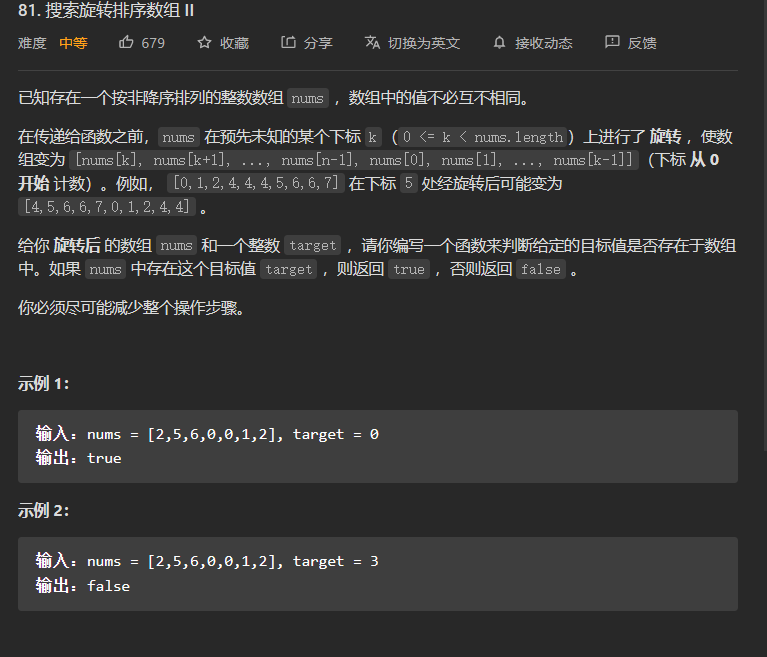 81. 搜索旋转排序数组 II
难度 中等 679 收藏 分享 切换为英文 接收动态 反馈
已知存在一个按非降序排列的整数数组 nums ，数组中的值不必互不相同。
在传递给函数之前，nums 在预先未知的某个下标 k（0 <= k < nums.length）上进行了 旋转 ，使数
组变为 [nums[k], nums[k+1], ..., nums[n-1], nums[0], nums[1], ..., nums[k-1]]（下标 从 0
开始 计数）。例如， [0,1,2,4,4,4,5,6,6,7] 在下标 5 处经旋转后可能变为
[4,5,6,6,7,0,1,2,4,4] 。
给你 旋转后 的数组 nums 和一个整数 target ，请你编写一个函数来判断给定的目标值是否存在于数组
中。如果 nums 中存在这个目标值 target ，则返回 true ，否则返回 false 。
你必须尽可能减少整个操作步骤。
示例 1：
输入：nums = [2,5,6,0,0,1,2], target = 0
输出：true
示例 2：
输入：nums = [2,5,6,0,0,1,2], target = 3
输出：false